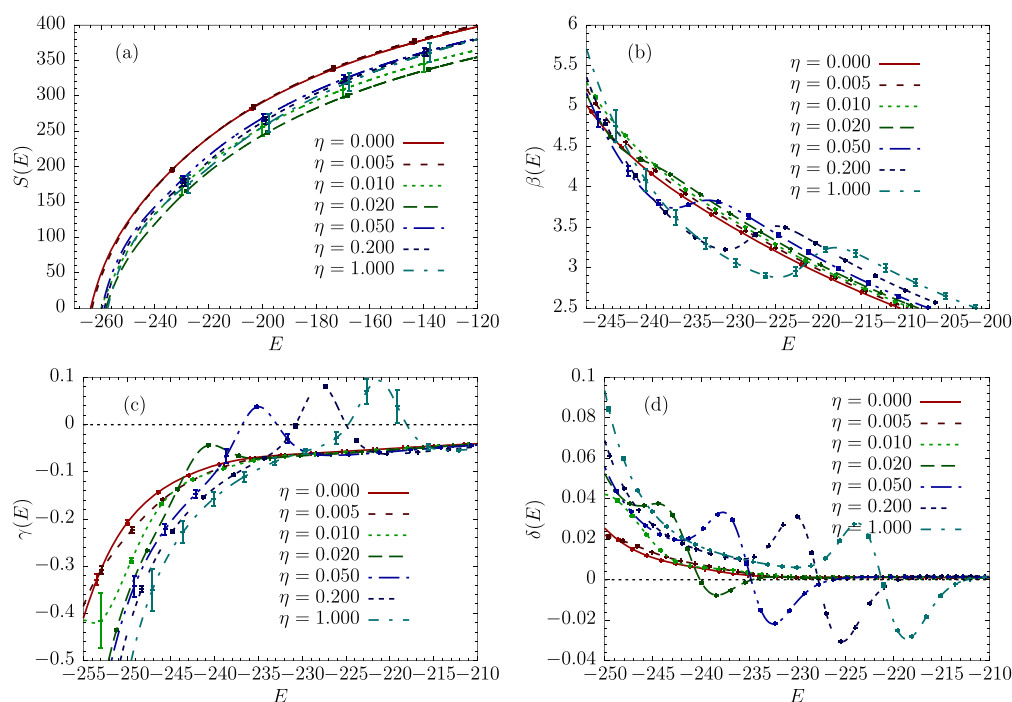 400
350
300
250
200
150
100
50
0
S(E)
(a)
η = 0.000
η = 0.005
η = 0.010
η = 0.020
η = 0.050
η = 0.200
η = 1.000
−260 −240 −220 −200 −180 −160 −140 −120
E
6
5.5
5
4.5
4
3.5
3
2.5
β(E)
(b)
η = 0.000
η = 0.005
η = 0.010
η = 0.020
η = 0.050
η = 0.200
η = 1.000
−245 −240 −235 −230 −225 −220 −215 −210 −205 −200
E
0.1
0
−0.1
−0.2
−0.3
−0.4
−0.5
γ(E)
(c)
η = 0.000
η = 0.005
η = 0.010
η = 0.020
η = 0.050
η = 0.200
η = 1.000
−255 −250 −245 −240 −235 −230 −225 −220 −215 −210
E
0.1
0.08
0.06
0.04
0.02
0
−0.02
−0.04
δ(E)
(d)
η = 0.000
η = 0.005
η = 0.010
η = 0.020
η = 0.050
η = 0.200
η = 1.000
−250 −245 −240 −235 −230 −225 −220 −215 −210
E